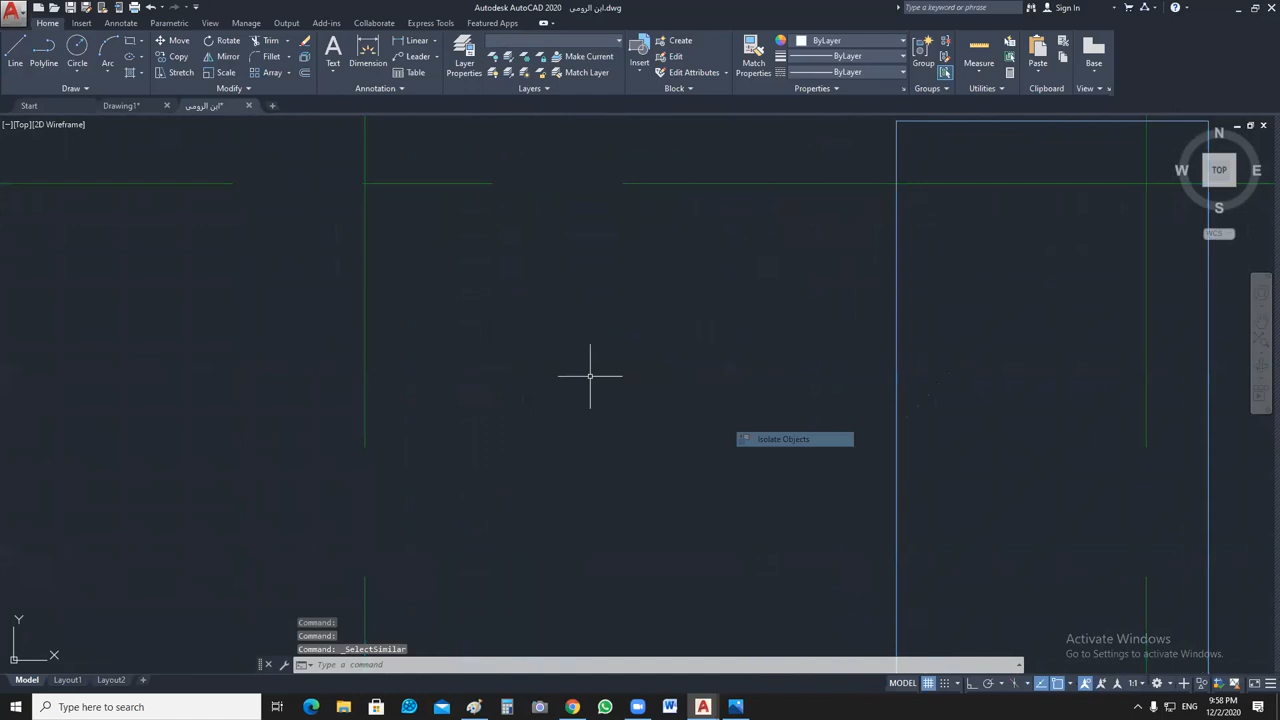 Autodesk AutoCAD 2020 ابن الرومى.dwg
Type a keyword or phrase
Sign In
Home Insert Annotate Parametric View Manage Output Add-ins Collaborate Express Tools Featured Apps
Line Polyline Circle Arc
Move Rotate Trim
Copy Mirror Fillet
Stretch Scale Array
Text Dimension
Linear
Leader
Table
Layer Properties
Make Current
Match Layer
Insert
Create
Edit
Edit Attributes
Match Properties
ByLayer
ByLayer
ByLayer
Group
Measure
Paste
Base
Draw Modify Annotation Layers Block Properties Groups Utilities Clipboard View
Start Drawing1* ابن الرومى*
[−][Top][2D Wireframe]
N
W TOP E
S
WCS
Isolate Objects
Command:
Command:
Command: _SelectSimilar
Type a command
Y
X
Activate Windows
Go to Settings to activate Windows.
Model Layout1 Layout2
MODEL
1:1
Type here to search
ENG
9:58 PM
12/2/2020